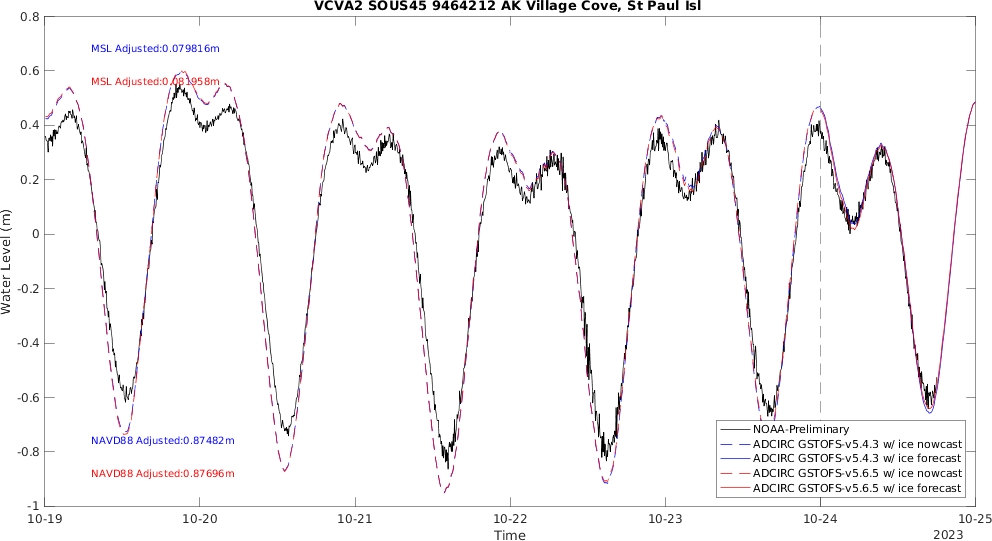 VCVA2 SOUS45 9464212 AK Village Cove, St Paul Isl
0.8
0.6
0.4
0.2
0
-0.2
-0.4
-0.6
-0.8
-1
Water Level (m)
MSL Adjusted:0.079816m
MSL Adjusted:0.081958m
NAVD88 Adjusted:0.87482m
NAVD88 Adjusted:0.87696m
NOAA-Preliminary
ADCIRC GSTOFS-v5.4.3 w/ ice nowcast
ADCIRC GSTOFS-v5.4.3 w/ ice forecast
ADCIRC GSTOFS-v5.6.5 w/ ice nowcast
ADCIRC GSTOFS-v5.6.5 w/ ice forecast
10-19 10-20 10-21 10-22 10-23 10-24 10-25
Time
2023